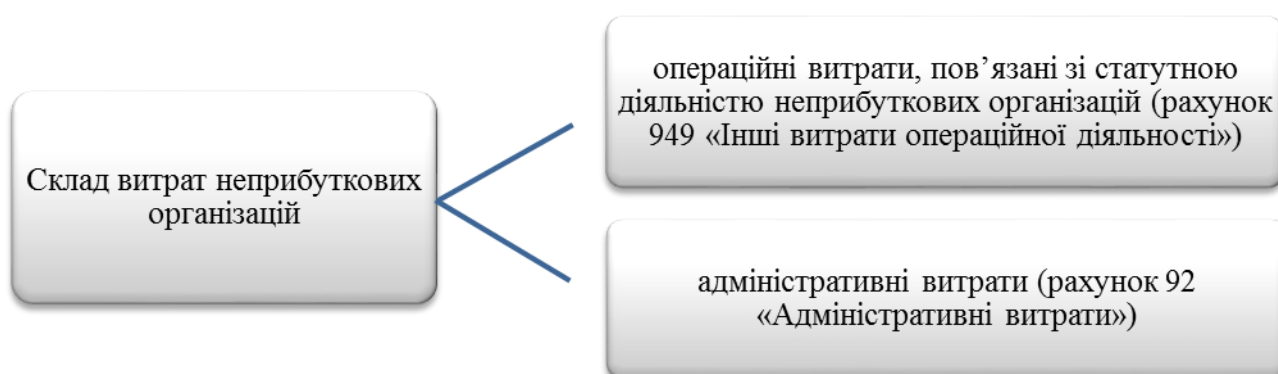 Склад витрат неприбуткових
організацій
операційні витрати, пов’язані зі статутною
діяльністю неприбуткових організацій (рахунок
949 «Інші витрати операційної діяльності»)
адміністративні витрати (рахунок 92
«Адміністративні витрати»)